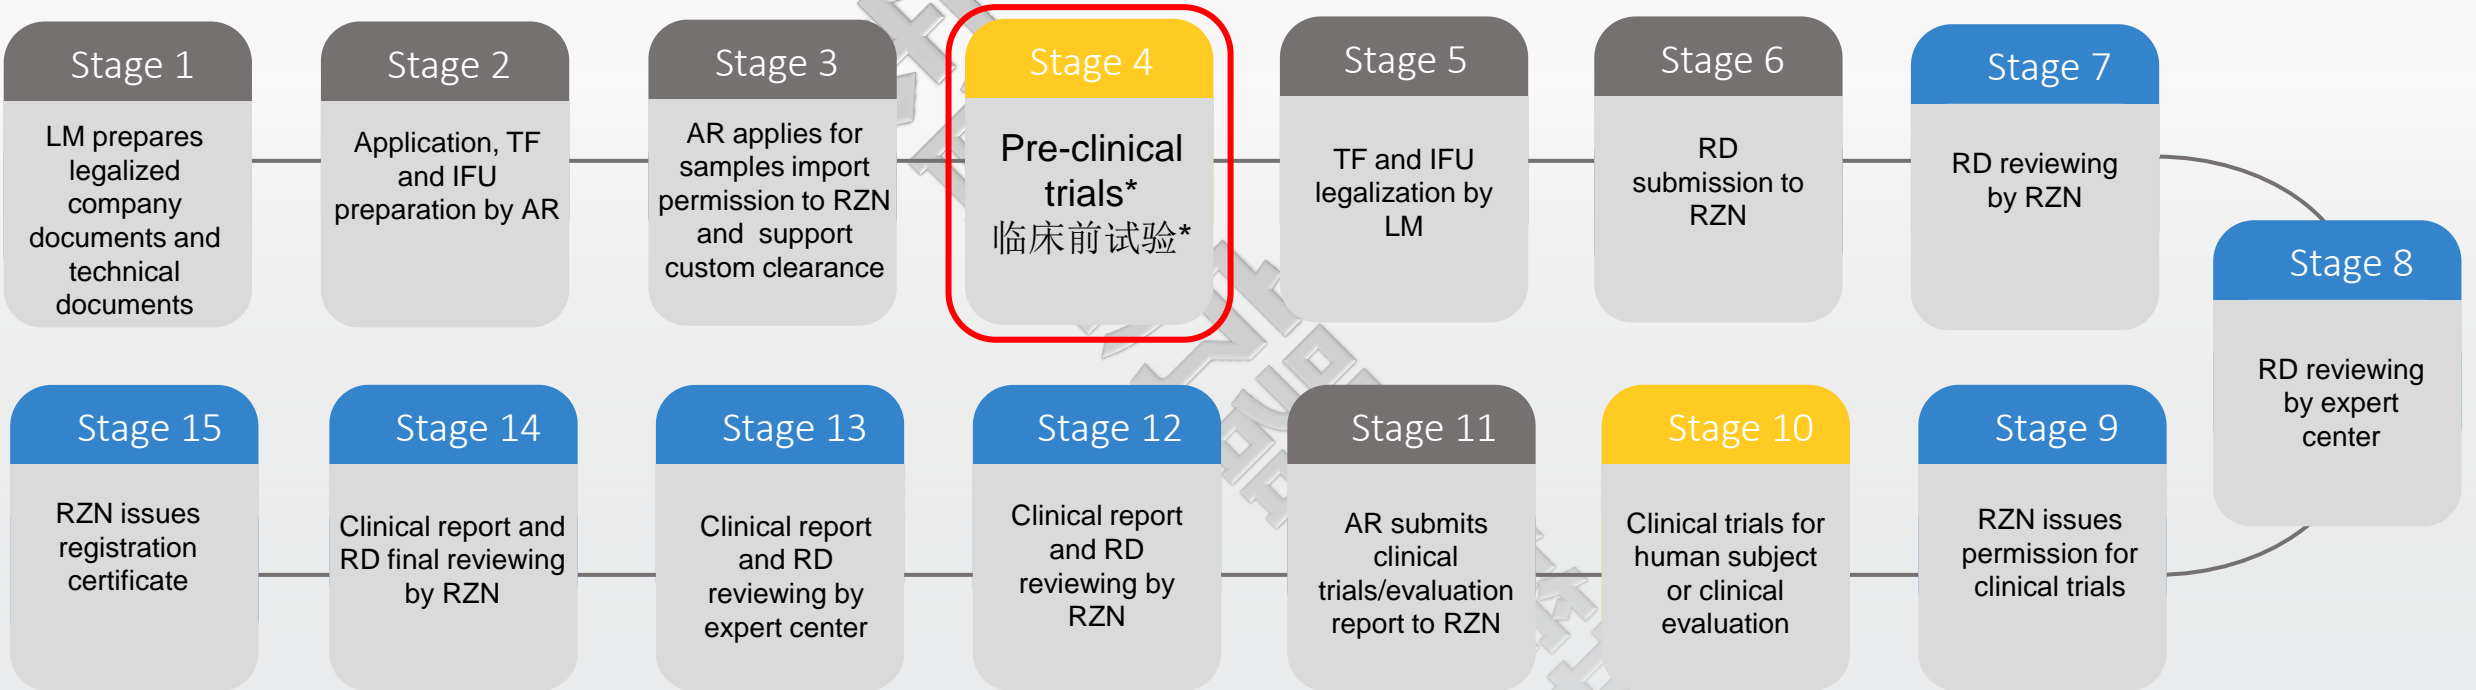 Stage 1
LM prepares
legalized
company
documents and
technical
documents
Stage 2
Application, TF
and IFU
preparation by AR
Stage 3
AR applies for
samples import
permission to RZN
and support
custom clearance
Stage 4
Pre-clinical
trials*
临床前试验*
Stage 5
TF and IFU
legalization by
LM
Stage 6
RD
submission to
RZN
Stage 7
RD reviewing
by RZN
Stage 8
RD reviewing
by expert
center
Stage 9
RZN issues
permission for
clinical trials
Stage 10
Clinical trials for
human subject
or clinical
evaluation
Stage 11
AR submits
clinical
trials/evaluation
report to RZN
Stage 12
Clinical report
and RD
reviewing by
RZN
Stage 13
Clinical report
and RD
reviewing by
expert center
Stage 14
Clinical report and
RD final reviewing
by RZN
Stage 15
RZN issues
registration
certificate